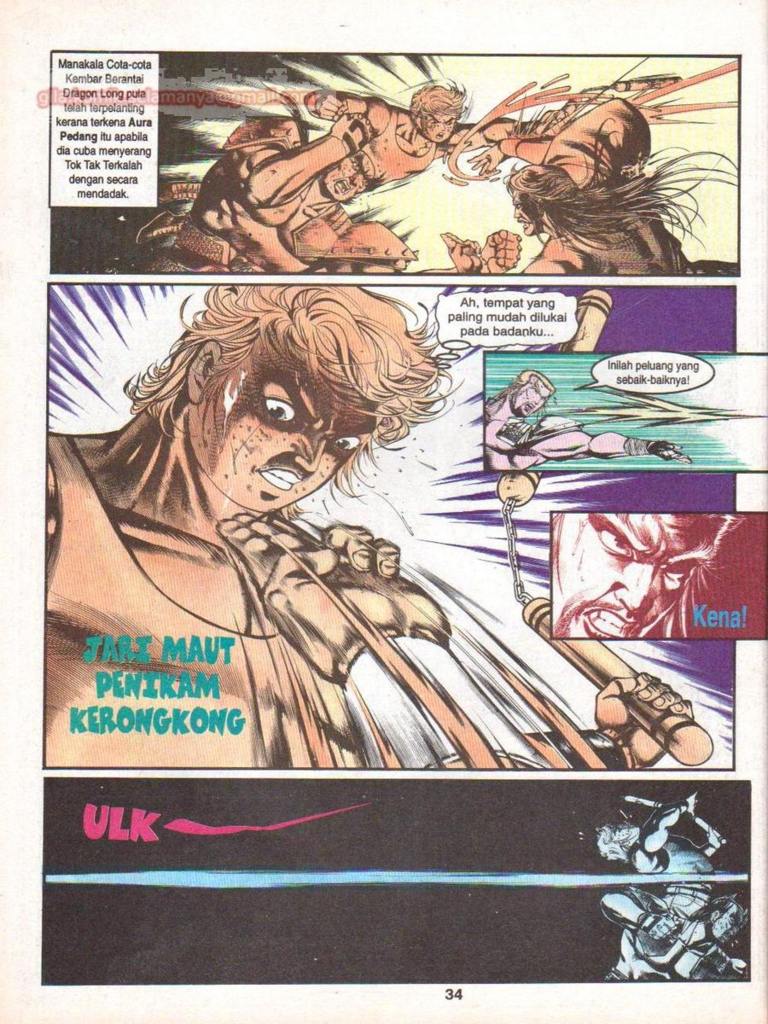 Manakala Cota-cota
Kembar Berantai
Dragon Long pula
telah terpelanting
kerana terkena Aura
Pedang itu apabila
dia cuba menyerang
Tok Tak Terkalah
dengan secara
mendadak.
Ah, tempat yang
paling mudah dilukai
pada badanku...
Inilah peluang yang
sebaik-baiknya!
Kena!
JARI MAUT
PENIKAM
KERONGKONG
ULK
34